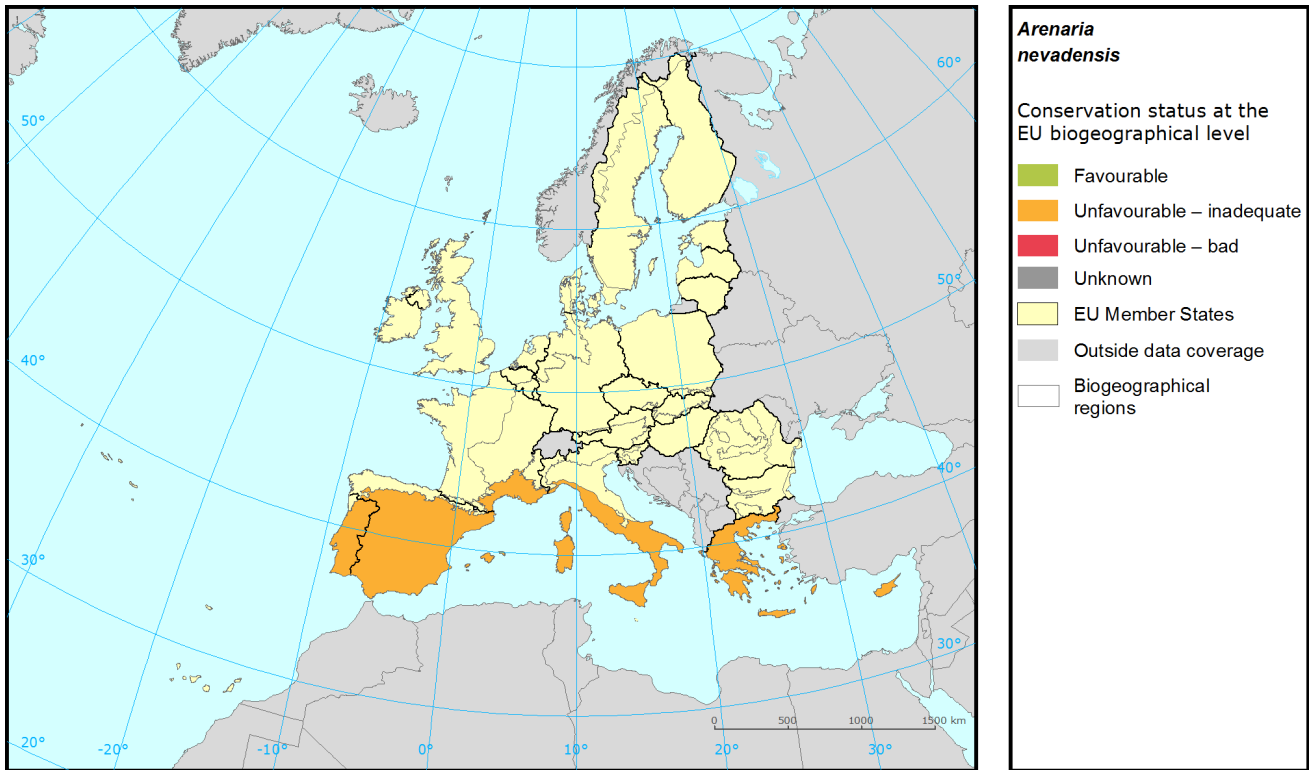 60°
50°
50°
40°
40°
30°
30°
20°
-20°
-10°
0°
10°
20°
30°
0
500
1000
1500 km
Arenaria
nevadensis
Conservation status at the
EU biogeographical level
Favourable
Unfavourable – inadequate
Unfavourable – bad
Unknown
EU Member States
Outside data coverage
Biogeographical
regions